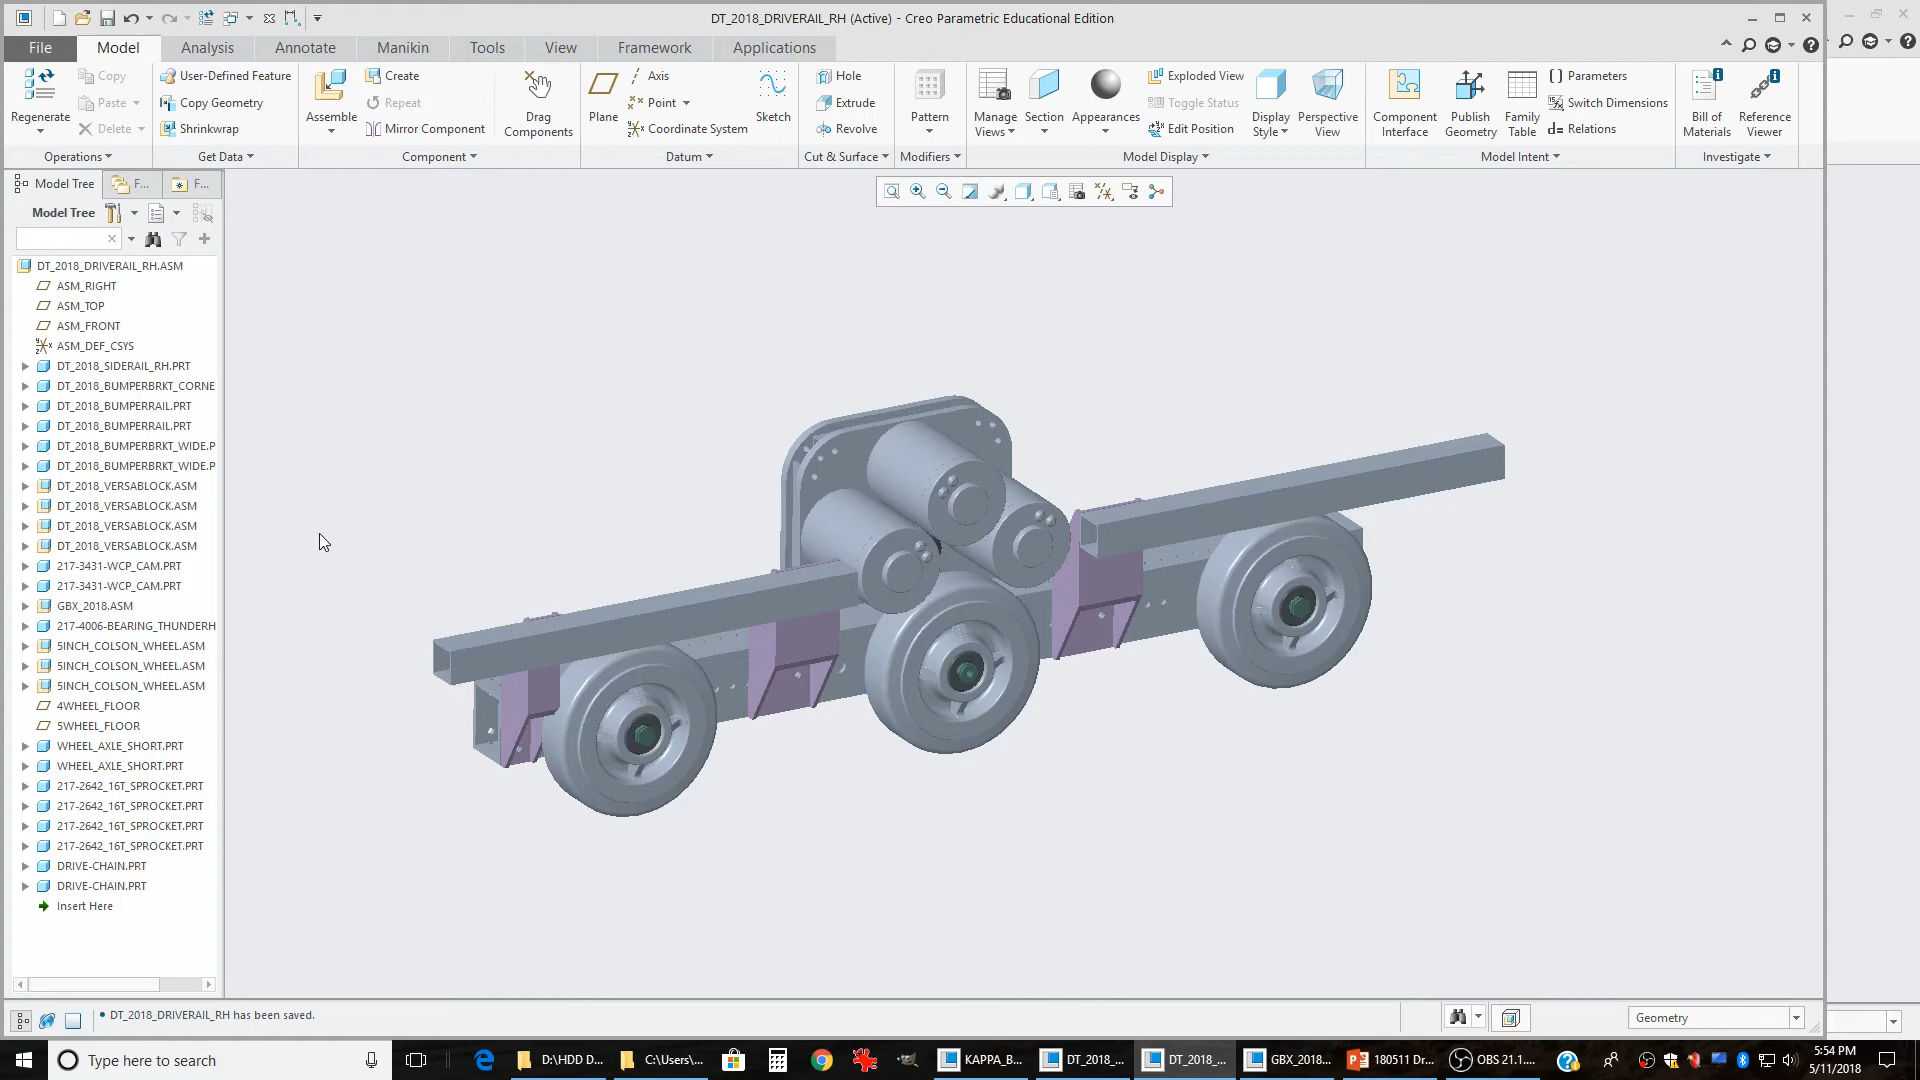 DT_2018_DRIVERAIL_RH (Active) - Creo Parametric Educational Edition
File Model Analysis Annotate Manikin Tools View Framework Applications
Regenerate
Copy
Paste
Delete
Operations
User-Defined Feature
Copy Geometry
Shrinkwrap
Get Data
Assemble
Create
Repeat
Mirror Component
Drag
Components
Component
Plane
Axis
Point
Coordinate System
Sketch
Datum
Hole
Extrude
Revolve
Cut & Surface
Pattern
Modifiers
Manage
Views
Section
Appearances
Exploded View
Toggle Status
Edit Position
Display
Style
Perspective
View
Model Display
Component
Interface
Publish
Geometry
Family
Table
Parameters
Switch Dimensions
Relations
Model Intent
Bill of
Materials
Reference
Viewer
Investigate
Model Tree F... F...
Model Tree
DT_2018_DRIVERAIL_RH.ASM
ASM_RIGHT
ASM_TOP
ASM_FRONT
ASM_DEF_CSYS
DT_2018_SIDERAIL_RH.PRT
DT_2018_BUMPERBRKT_CORNE
DT_2018_BUMPERRAIL.PRT
DT_2018_BUMPERRAIL.PRT
DT_2018_BUMPERBRKT_WIDE.P
DT_2018_BUMPERBRKT_WIDE.P
DT_2018_VERSABLOCK.ASM
DT_2018_VERSABLOCK.ASM
DT_2018_VERSABLOCK.ASM
DT_2018_VERSABLOCK.ASM
217-3431-WCP_CAM.PRT
217-3431-WCP_CAM.PRT
GBX_2018.ASM
217-4006-BEARING_THUNDERH
5INCH_COLSON_WHEEL.ASM
5INCH_COLSON_WHEEL.ASM
5INCH_COLSON_WHEEL.ASM
4WHEEL_FLOOR
5WHEEL_FLOOR
WHEEL_AXLE_SHORT.PRT
WHEEL_AXLE_SHORT.PRT
217-2642_16T_SPROCKET.PRT
217-2642_16T_SPROCKET.PRT
217-2642_16T_SPROCKET.PRT
217-2642_16T_SPROCKET.PRT
DRIVE-CHAIN.PRT
DRIVE-CHAIN.PRT
Insert Here
• DT_2018_DRIVERAIL_RH has been saved.
Geometry
Type here to search
D:\HDD D... C:\Users\... KAPPA_B... DT_2018_... DT_2018_... GBX_2018... 180511 Dr... OBS 21.1....
5:54 PM
5/11/2018